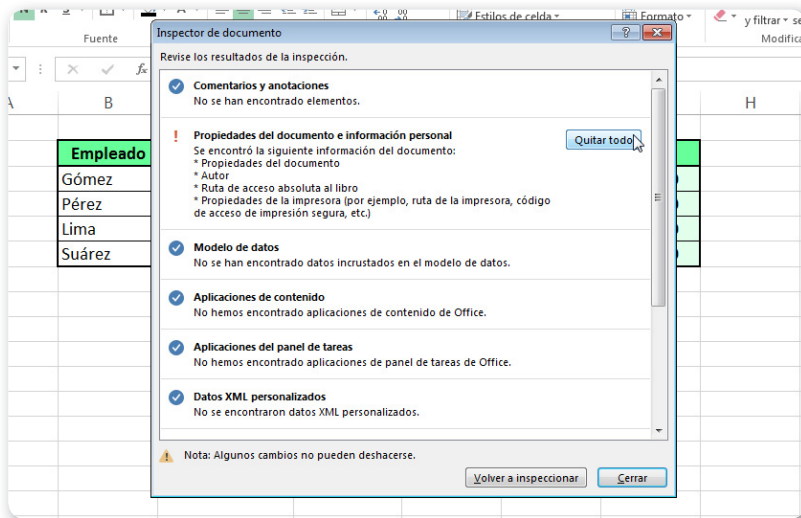 Estilos de celda
Formato
y filtrar
Fuente
Modifica
Inspector de documento
Revise los resultados de la inspección.
Comentarios y anotaciones
No se han encontrado elementos.
Propiedades del documento e información personal
Quitar todo
Se encontró la siguiente información del documento:
* Propiedades del documento
* Autor
* Ruta de acceso absoluta al libro
* Propiedades de la impresora (por ejemplo, ruta de la impresora, código
de acceso de impresión segura, etc.)
Modelo de datos
No se han encontrado datos incrustados en el modelo de datos.
Aplicaciones de contenido
No hemos encontrado aplicaciones de contenido de Office.
Aplicaciones del panel de tareas
No hemos encontrado aplicaciones de panel de tareas de Office.
Datos XML personalizados
No se encontraron datos XML personalizados.
Nota: Algunos cambios no pueden deshacerse.
Volver a inspeccionar
Cerrar
fx
B
H
Empleado
Gómez
Pérez
Lima
Suárez